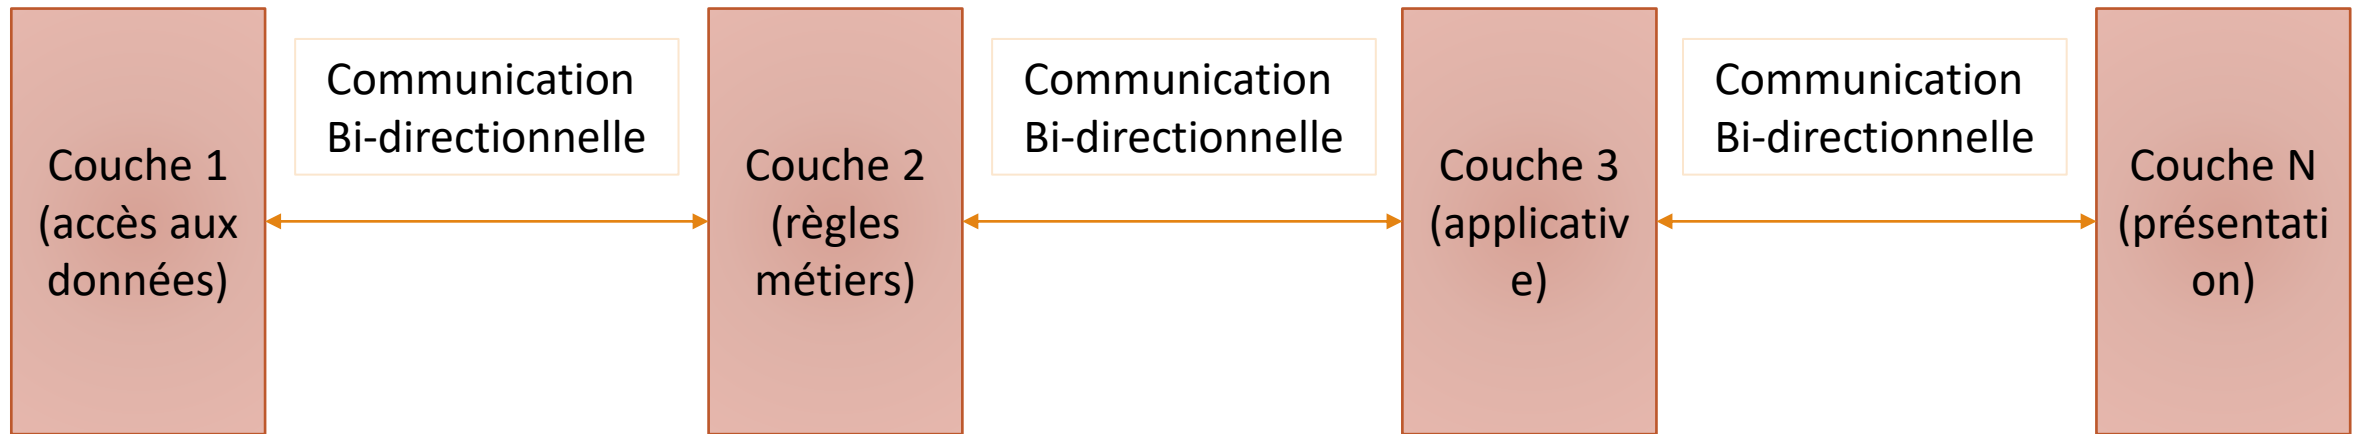 Couche 1
(accès aux
données)
Communication
Bi-directionnelle
Couche 2
(règles
métiers)
Communication
Bi-directionnelle
Couche 3
(applicativ
e)
Communication
Bi-directionnelle
Couche N
(présentati
on)